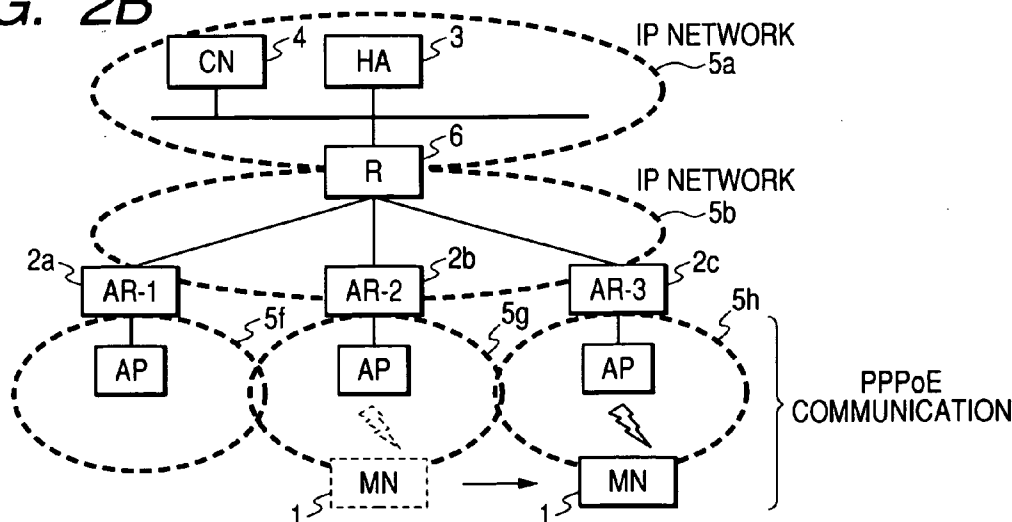 G. 2B
4
3
IP NETWORK
CN
HA
5a
6
R
IP NETWORK
5b
2a
2b
2c
AR-1
AR-2
AR-3
5f
5g
5h
AP
AP
AP
PPPoE
COMMUNICATION
MN
MN
1
1